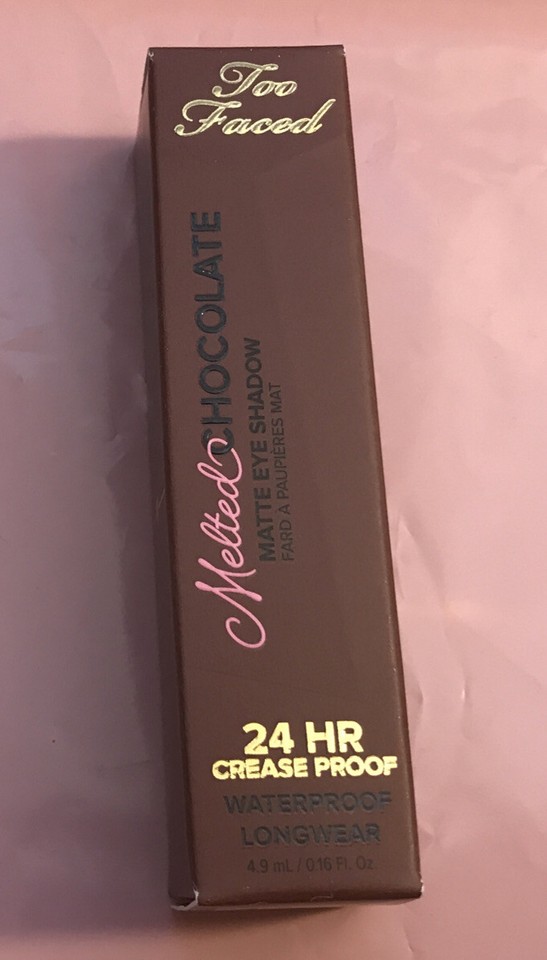 Too
Faced
Melted CHOCOLATE
MATTE EYE SHADOW
FARD À PAUPIÈRES MAT
24 HR
CREASE PROOF
WATERPROOF
LONGWEAR
4.9 mL / 0.16 Fl. Oz